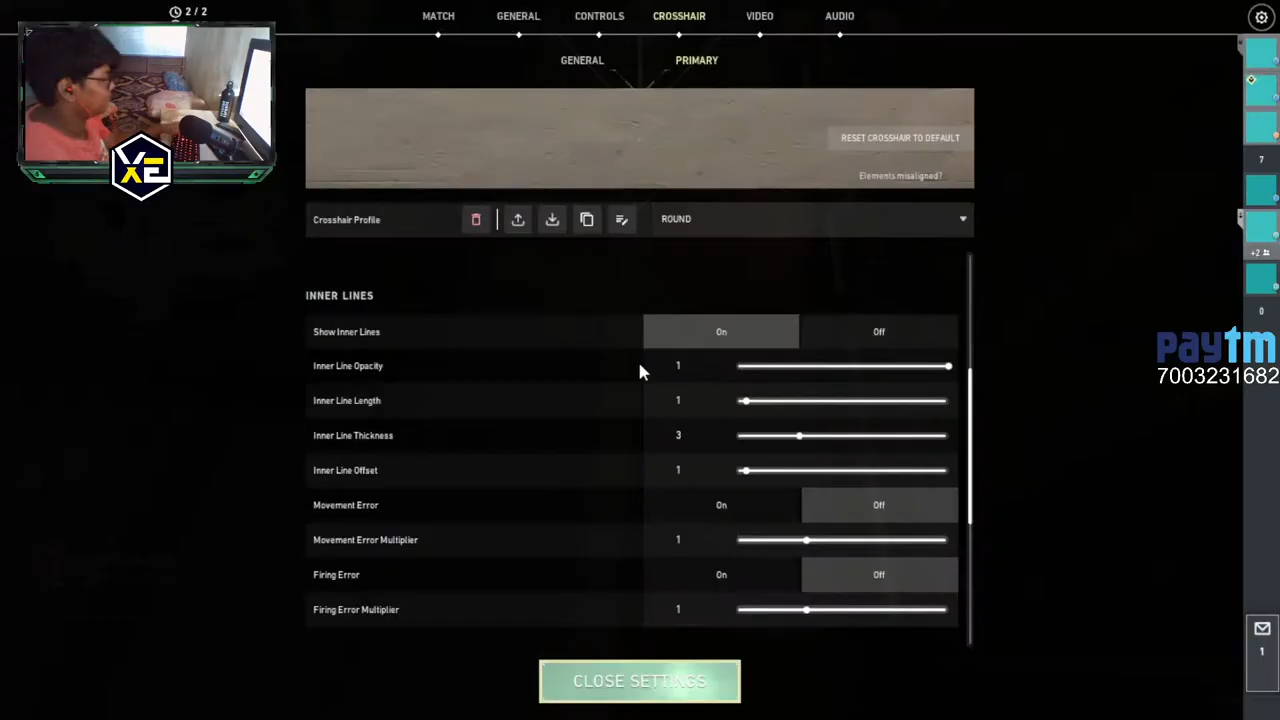 2 / 2
MATCH GENERAL CONTROLS CROSSHAIR VIDEO AUDIO
GENERAL PRIMARY
RESET CROSSHAIR TO DEFAULT
Elements misaligned?
XE
Crosshair Profile ROUND
INNER LINES
Show Inner Lines On Off
Inner Line Opacity 1
Inner Line Length 1
Inner Line Thickness 3
Inner Line Offset 1
Movement Error On Off
Movement Error Multiplier 1
Firing Error On Off
Firing Error Multiplier 1
CLOSE SETTINGS
7
+2
0
paytm
7003231682
1